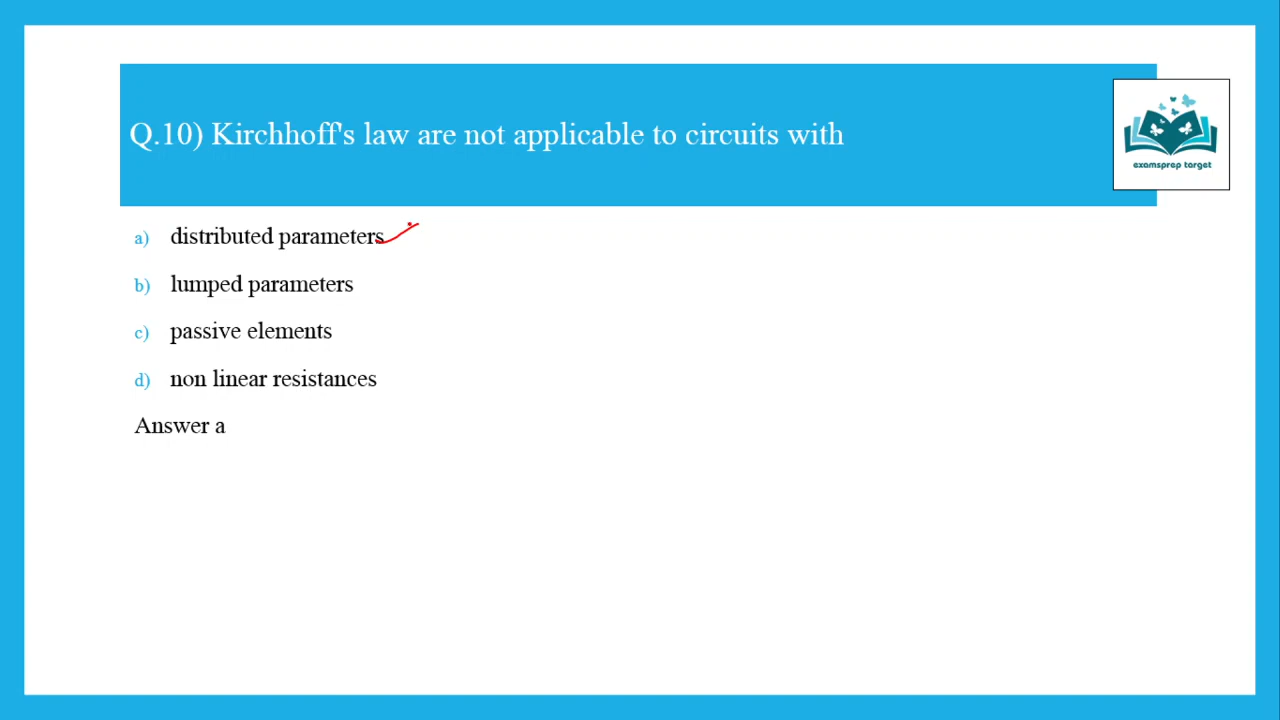 Q.10) Kirchhoff's law are not applicable to circuits with
examsprep target
a) distributed parameters
b) lumped parameters
c) passive elements
d) non linear resistances
Answer a